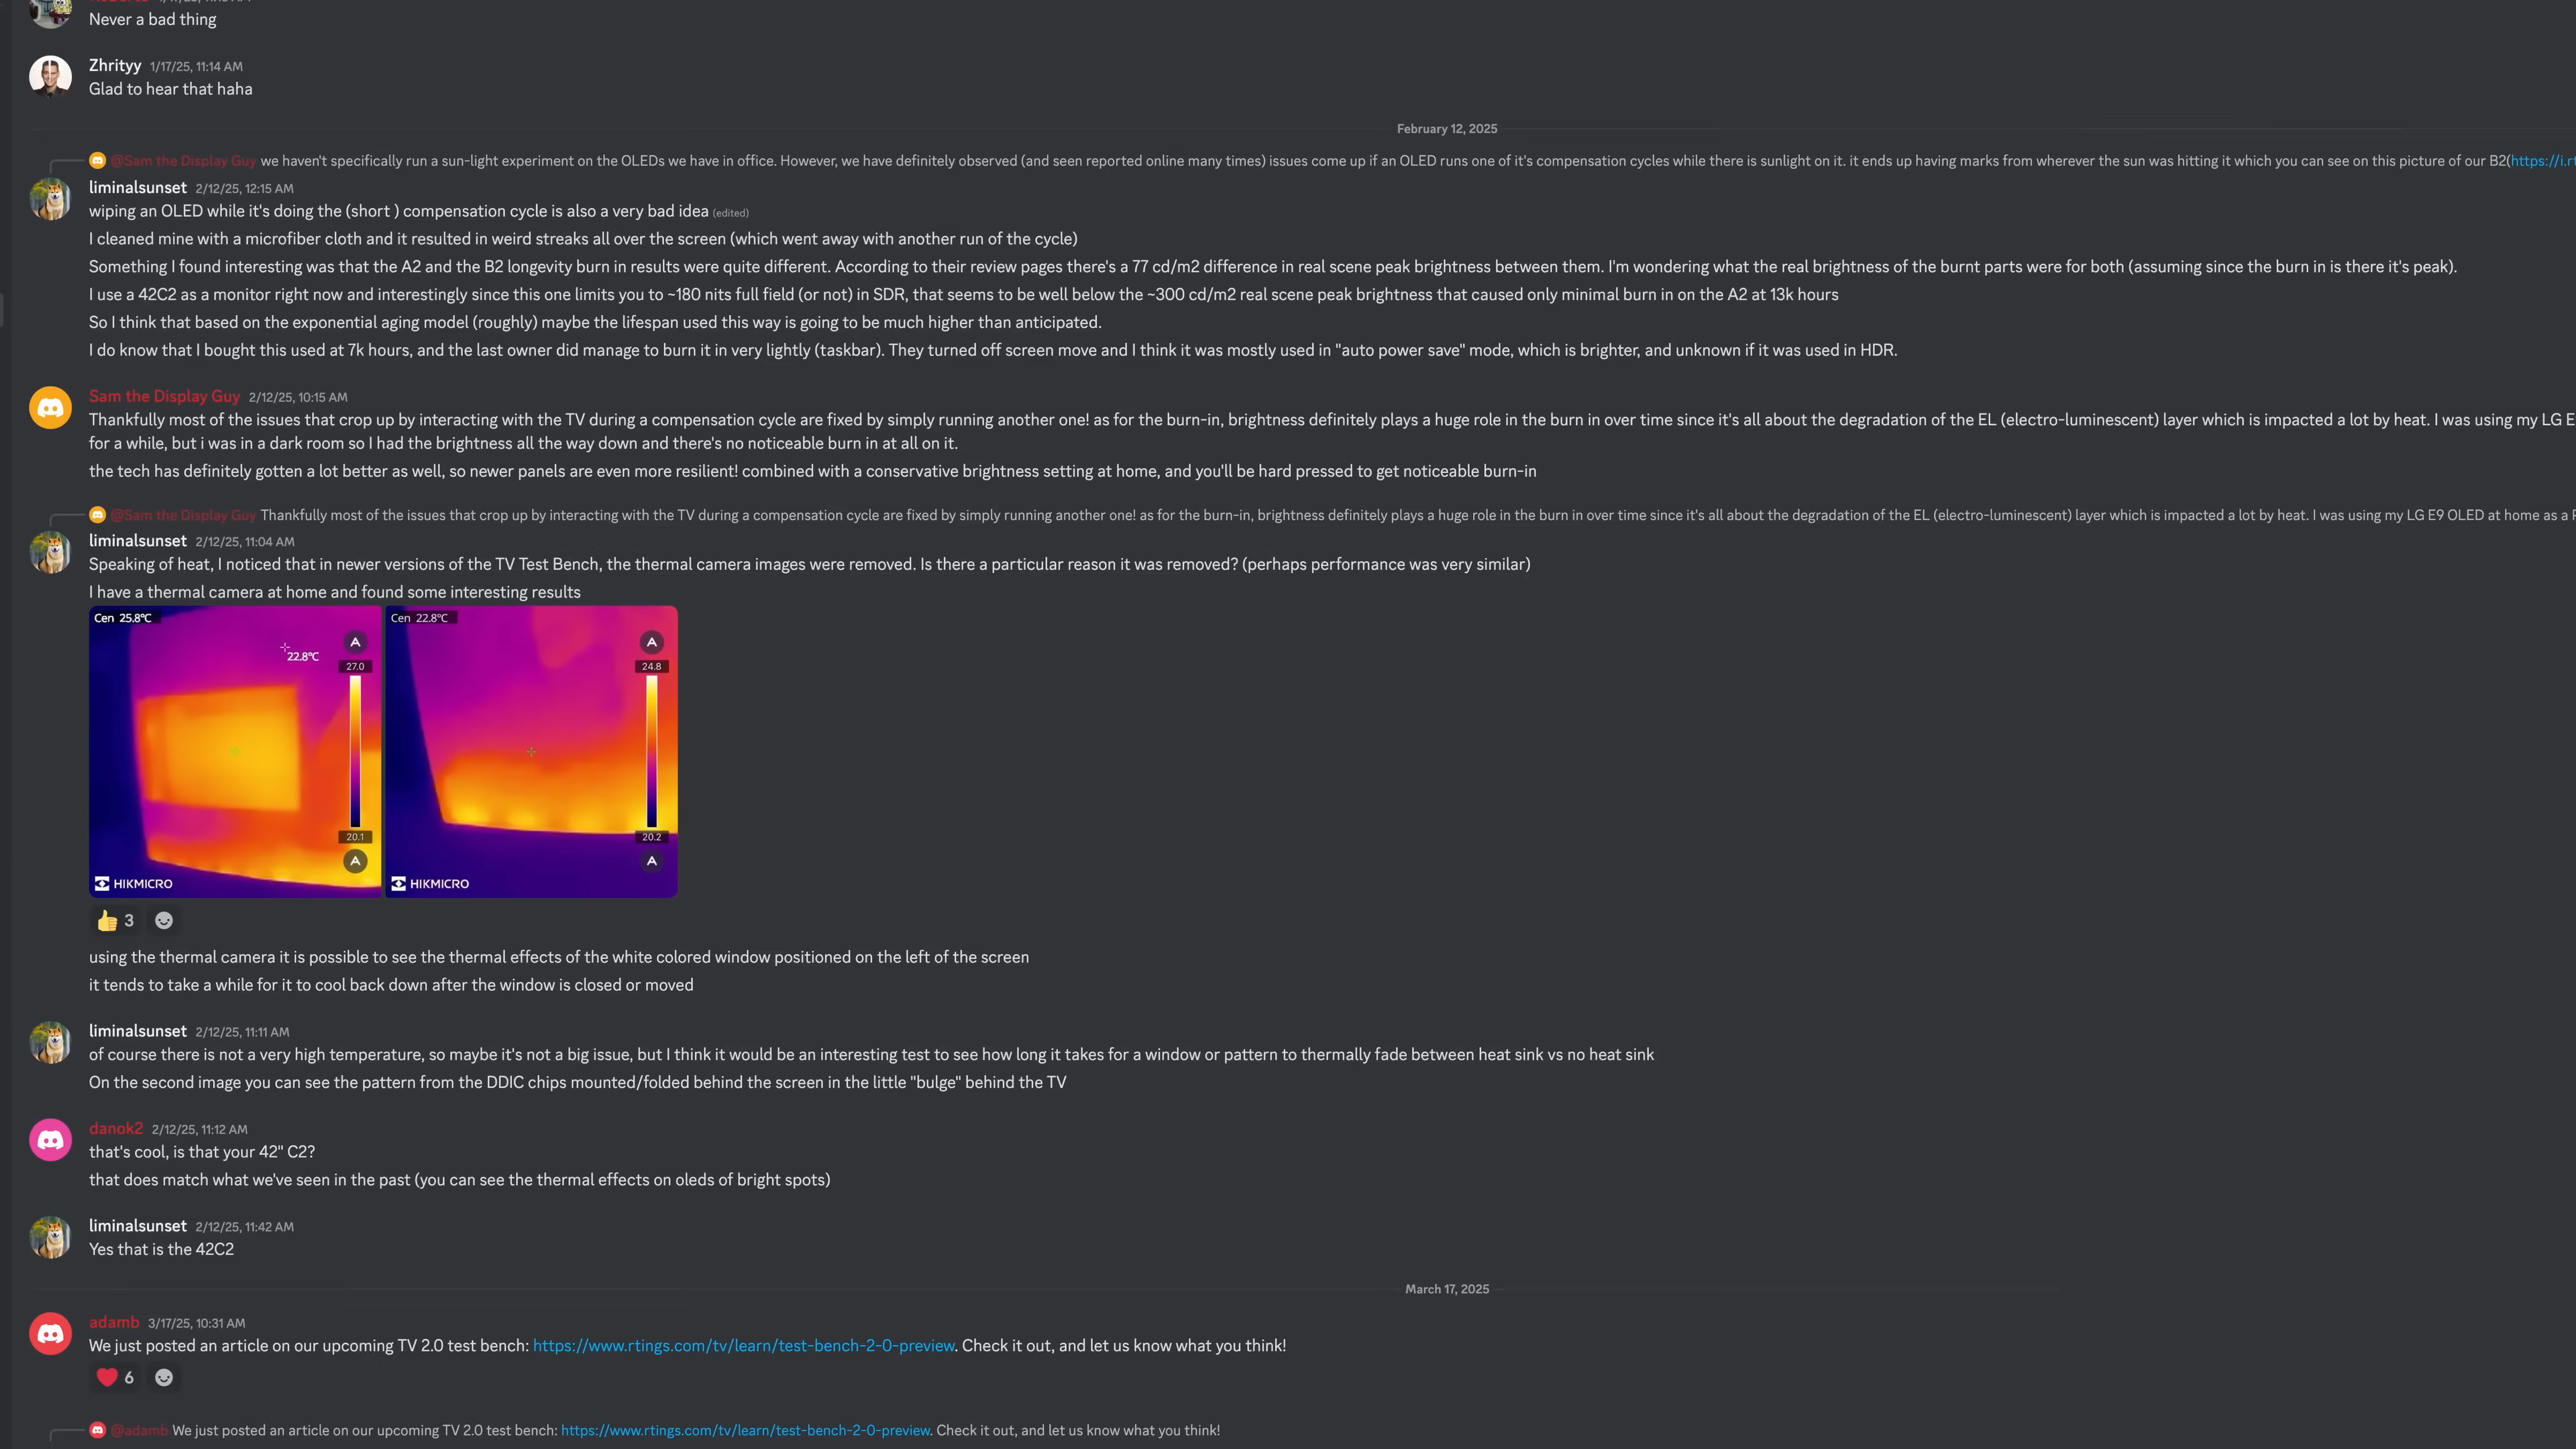 Never a bad thing
Zhrityy 1/17/25, 11:14 AM
Glad to hear that haha
February 12, 2025
@Sam the Display Guy we haven't specifically run a sun-light experiment on the OLEDs we have in office. However, we have definitely observed (and seen reported online many times) issues come up if an OLED runs one of it's compensation cycles while there is sunlight on it. it ends up having marks from wherever the sun was hitting it which you can see on this picture of our B2(https://i.rt
liminalsunset 2/12/25, 12:15 AM
wiping an OLED while it's doing the (short ) compensation cycle is also a very bad idea (edited)
I cleaned mine with a microfiber cloth and it resulted in weird streaks all over the screen (which went away with another run of the cycle)
Something I found interesting was that the A2 and the B2 longevity burn in results were quite different. According to their review pages there's a 77 cd/m2 difference in real scene peak brightness between them. I'm wondering what the real brightness of the burnt parts were for both (assuming since the burn in is there it's peak).
I use a 42C2 as a monitor right now and interestingly since this one limits you to ~180 nits full field (or not) in SDR, that seems to be well below the ~300 cd/m2 real scene peak brightness that caused only minimal burn in on the A2 at 13k hours
So I think that based on the exponential aging model (roughly) maybe the lifespan used this way is going to be much higher than anticipated.
I do know that I bought this used at 7k hours, and the last owner did manage to burn it in very lightly (taskbar). They turned off screen move and I think it was mostly used in "auto power save" mode, which is brighter, and unknown if it was used in HDR.
Sam the Display Guy 2/12/25, 10:15 AM
Thankfully most of the issues that crop up by interacting with the TV during a compensation cycle are fixed by simply running another one! as for the burn-in, brightness definitely plays a huge role in the burn in over time since it's all about the degradation of the EL (electro-luminescent) layer which is impacted a lot by heat. I was using my LG E
for a while, but i was in a dark room so I had the brightness all the way down and there's no noticeable burn in at all on it.
the tech has definitely gotten a lot better as well, so newer panels are even more resilient! combined with a conservative brightness setting at home, and you'll be hard pressed to get noticeable burn-in
@Sam the Display Guy Thankfully most of the issues that crop up by interacting with the TV during a compensation cycle are fixed by simply running another one! as for the burn-in, brightness definitely plays a huge role in the burn in over time since it's all about the degradation of the EL (electro-luminescent) layer which is impacted a lot by heat. I was using my LG E9 OLED at home as a
liminalsunset 2/12/25, 11:04 AM
Speaking of heat, I noticed that in newer versions of the TV Test Bench, the thermal camera images were removed. Is there a particular reason it was removed? (perhaps performance was very similar)
I have a thermal camera at home and found some interesting results
Cen 25.8°C
22.8°C
A
27.0
20.1
A
HIKMICRO
Cen 22.8°C
A
24.8
20.2
A
HIKMICRO
3
using the thermal camera it is possible to see the thermal effects of the white colored window positioned on the left of the screen
it tends to take a while for it to cool back down after the window is closed or moved
liminalsunset 2/12/25, 11:11 AM
of course there is not a very high temperature, so maybe it's not a big issue, but I think it would be an interesting test to see how long it takes for a window or pattern to thermally fade between heat sink vs no heat sink
On the second image you can see the pattern from the DDIC chips mounted/folded behind the screen in the little "bulge" behind the TV
danok2 2/12/25, 11:12 AM
that's cool, is that your 42" C2?
that does match what we've seen in the past (you can see the thermal effects on oleds of bright spots)
liminalsunset 2/12/25, 11:42 AM
Yes that is the 42C2
March 17, 2025
adamb 3/17/25, 10:31 AM
We just posted an article on our upcoming TV 2.0 test bench: https://www.rtings.com/tv/learn/test-bench-2-0-preview. Check it out, and let us know what you think!
6
@adamb We just posted an article on our upcoming TV 2.0 test bench: https://www.rtings.com/tv/learn/test-bench-2-0-preview. Check it out, and let us know what you think!